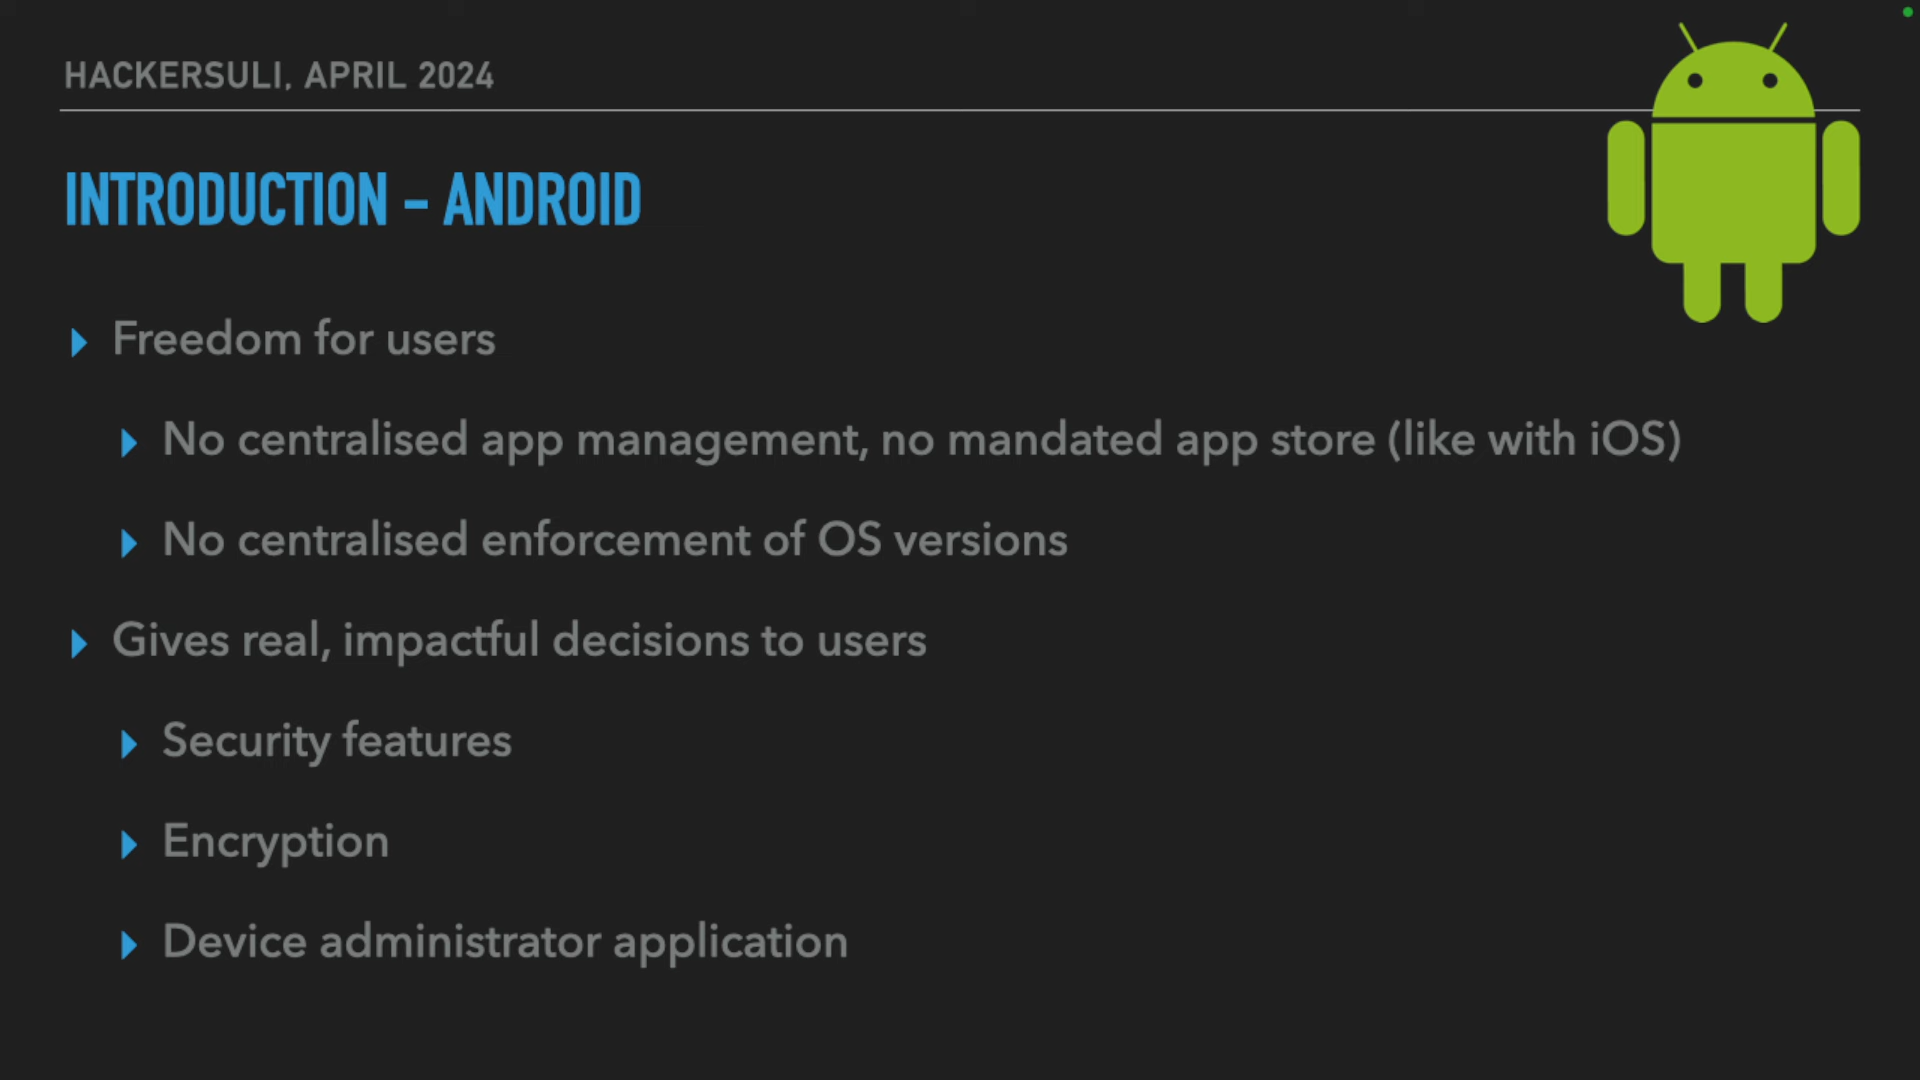 HACKERSULI, APRIL 2024
INTRODUCTION - ANDROID
Freedom for users
No centralised app management, no mandated app store (like with iOS)
No centralised enforcement of OS versions
Gives real, impactful decisions to users
Security features
Encryption
Device administrator application